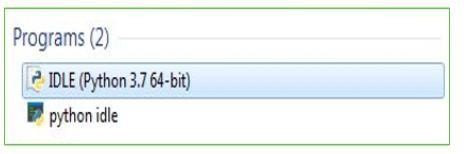 Programs (2)
IDLE (Python 3.7 64-bit)
python idle